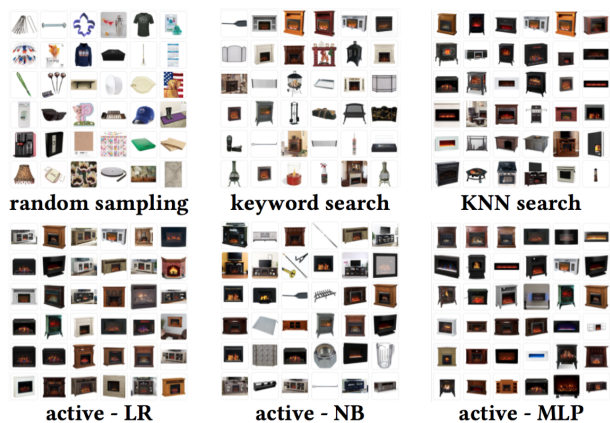 random sampling
keyword search
KNN search
active - LR
active - NB
active - MLP